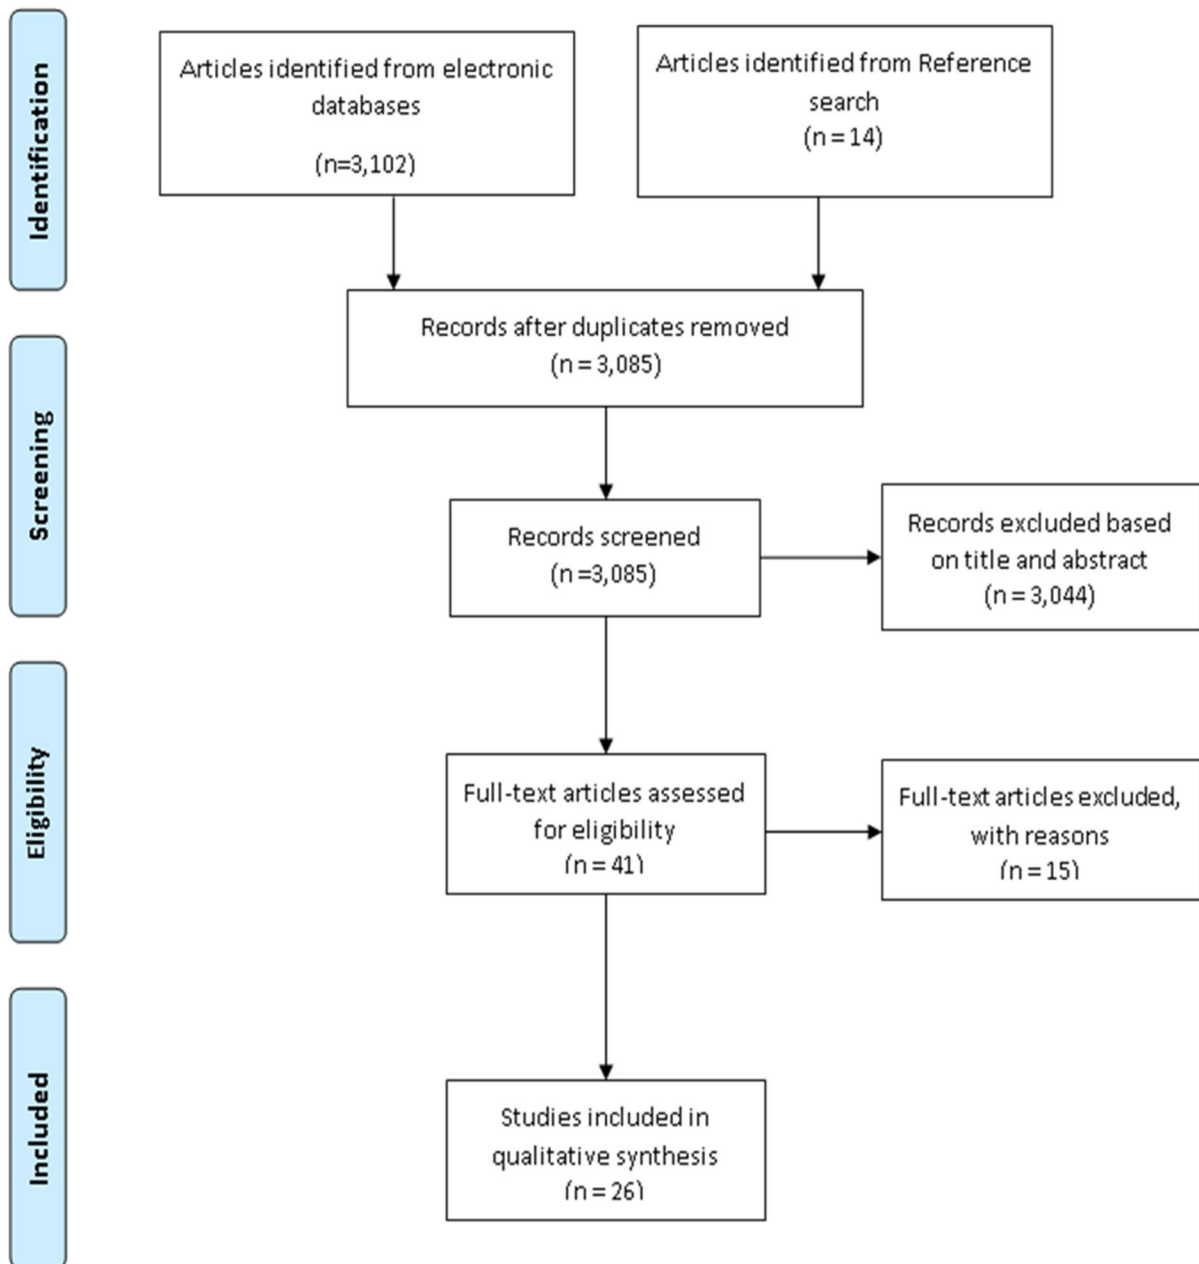 Identification
Articles identified from electronic
databases
(n=3,102)
Articles identified from Reference
search
(n = 14)
Records after duplicates removed
(n = 3,085)
Screening
Records screened
(n =3,085)
Records excluded based
on title and abstract
(n = 3,044)
Eligibility
Full-text articles assessed
for eligibility
(n = 41)
Full-text articles excluded,
with reasons
(n = 15)
Included
Studies included in
qualitative synthesis
(n = 26)